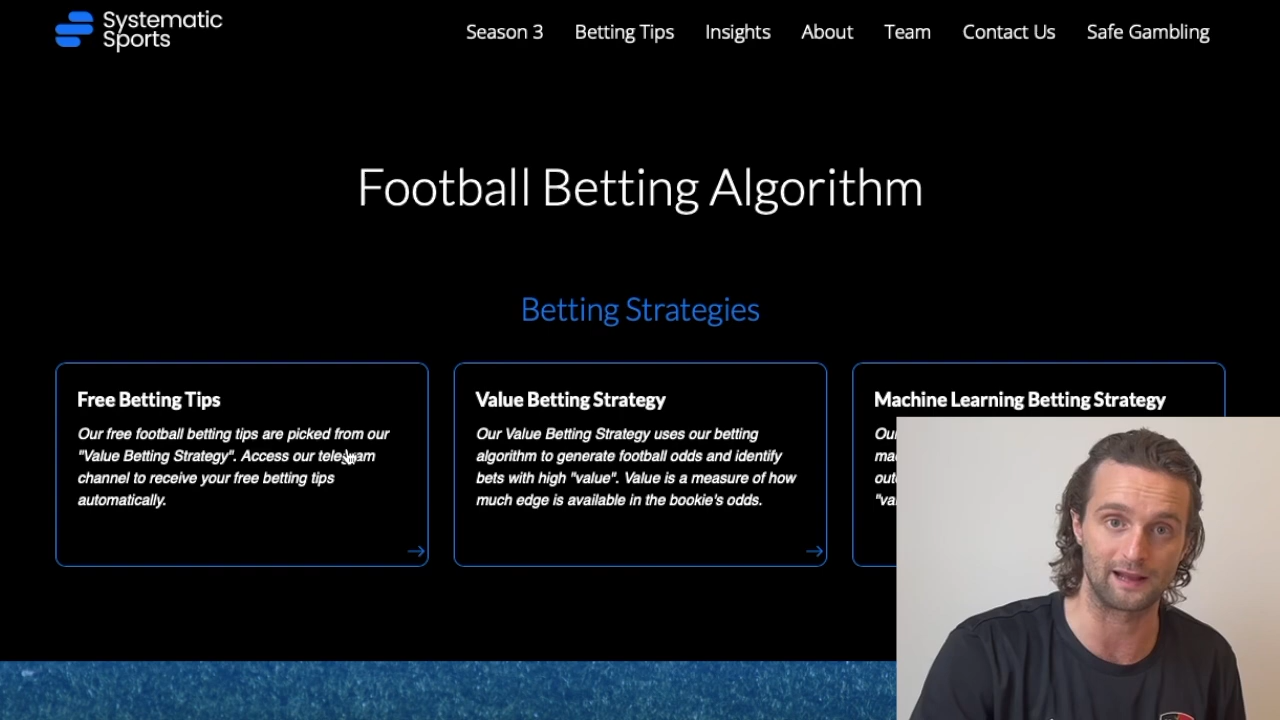 Systematic
Sports
Season 3 Betting Tips Insights About Team Contact Us Safe Gambling
Football Betting Algorithm
Betting Strategies
Free Betting Tips
Our free football betting tips are picked from our
"Value Betting Strategy". Access our telegram
channel to receive your free betting tips
automatically.
Value Betting Strategy
Our Value Betting Strategy uses our betting
algorithm to generate football odds and identify
bets with high "value". Value is a measure of how
much edge is available in the bookie's odds.
Machine Learning Betting Strategy